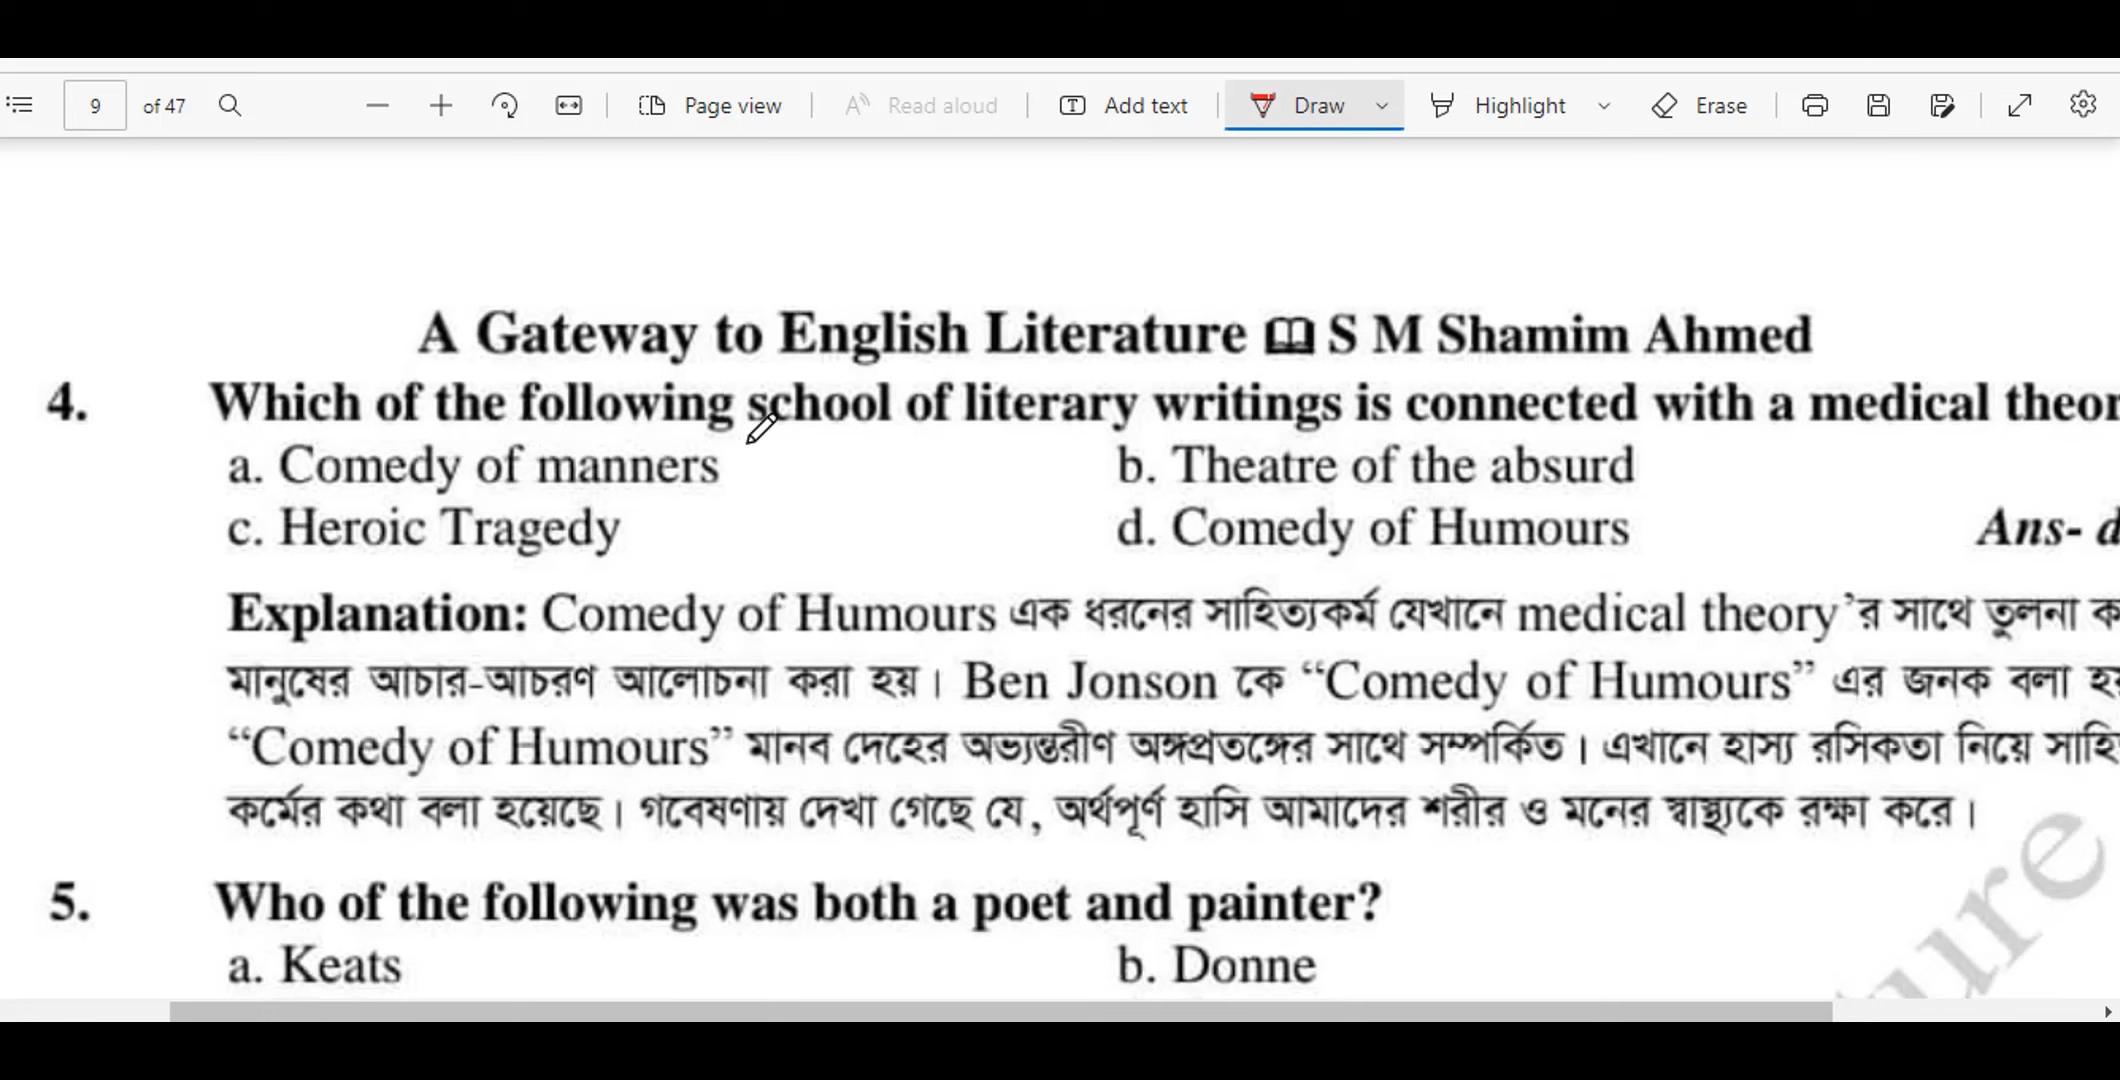 9 of 47 Page view Read aloud Add text Draw Highlight Erase
A Gateway to English Literature S M Shamim Ahmed
4. Which of the following school of literary writings is connected with a medical
a. Comedy of manners b. Theatre of the absurd
c. Heroic Tragedy d. Comedy of Humours Ans- d
Explanation: Comedy of Humours এক ধরনের সাহিত্যকর্ম যেখানে medical theory'র সাথে তুলনা
মানুষের আচার-আচরণ আলোচনা করা হয়। Ben Jonson কে “Comedy of Humours” এর জনক বলা
“Comedy of Humours” মানব দেহের অভ্যন্তরীণ অঙ্গপ্রতঙ্গের সাথে সম্পর্কিত। এখানে হাস্য রসিকতা নিয়ে
কর্মের কথা বলা হয়েছে। গবেষণায় দেখা গেছে যে, অর্থপূর্ণ হাসি আমাদের শরীর ও মনের স্বাস্থ্যকে রক্ষা করে।
5. Who of the following was both a poet and painter?
a. Keats b. Donne